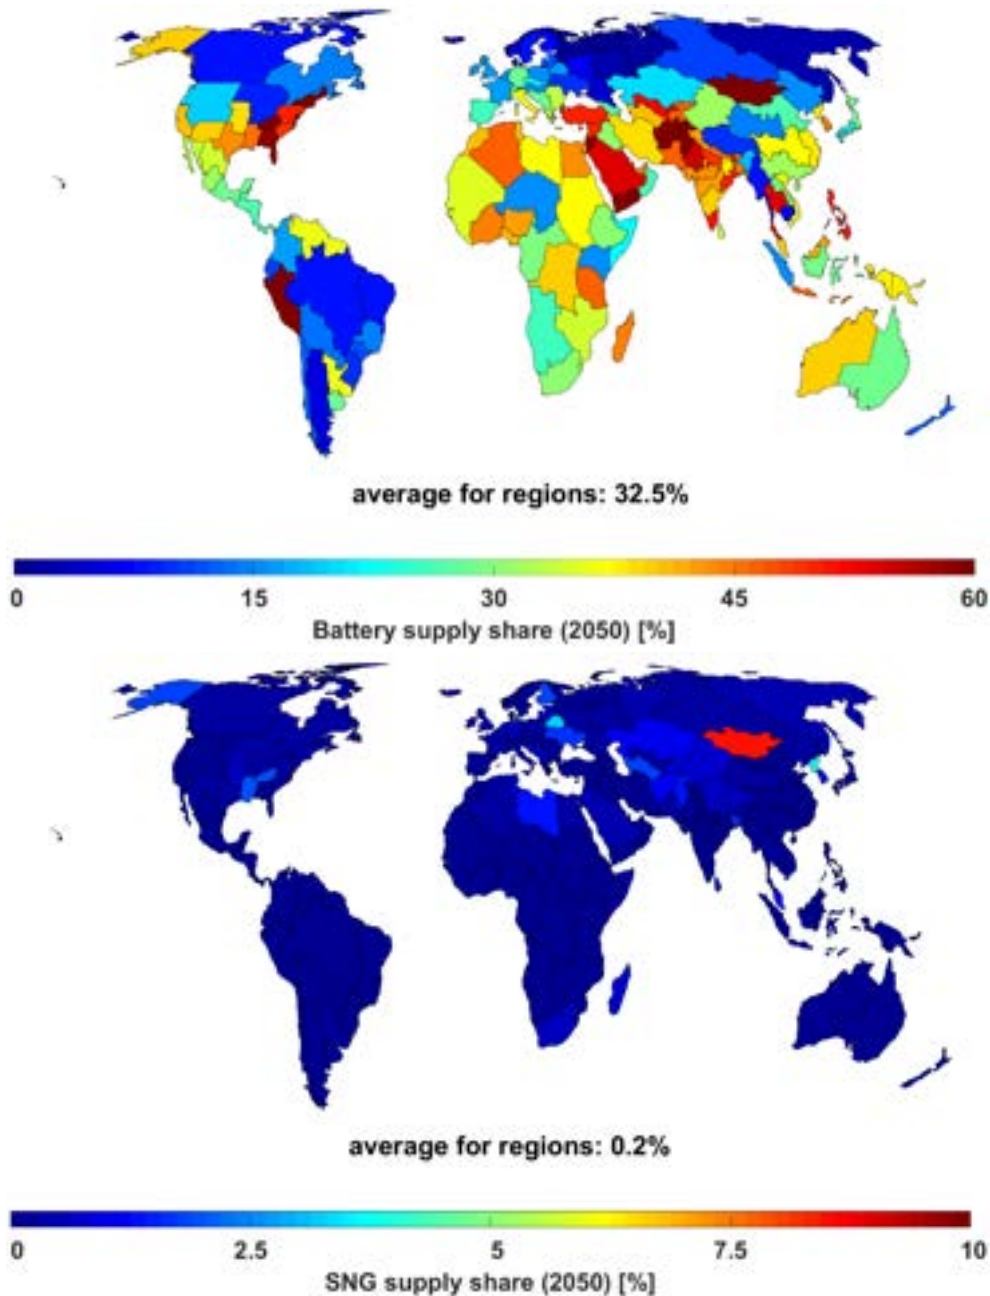 average for regions: 32.5%
0 15 30 45 60
Battery supply share (2050) [%]
average for regions: 0.2%
0 2.5 5 7.5 10
SNG supply share (2050) [%]